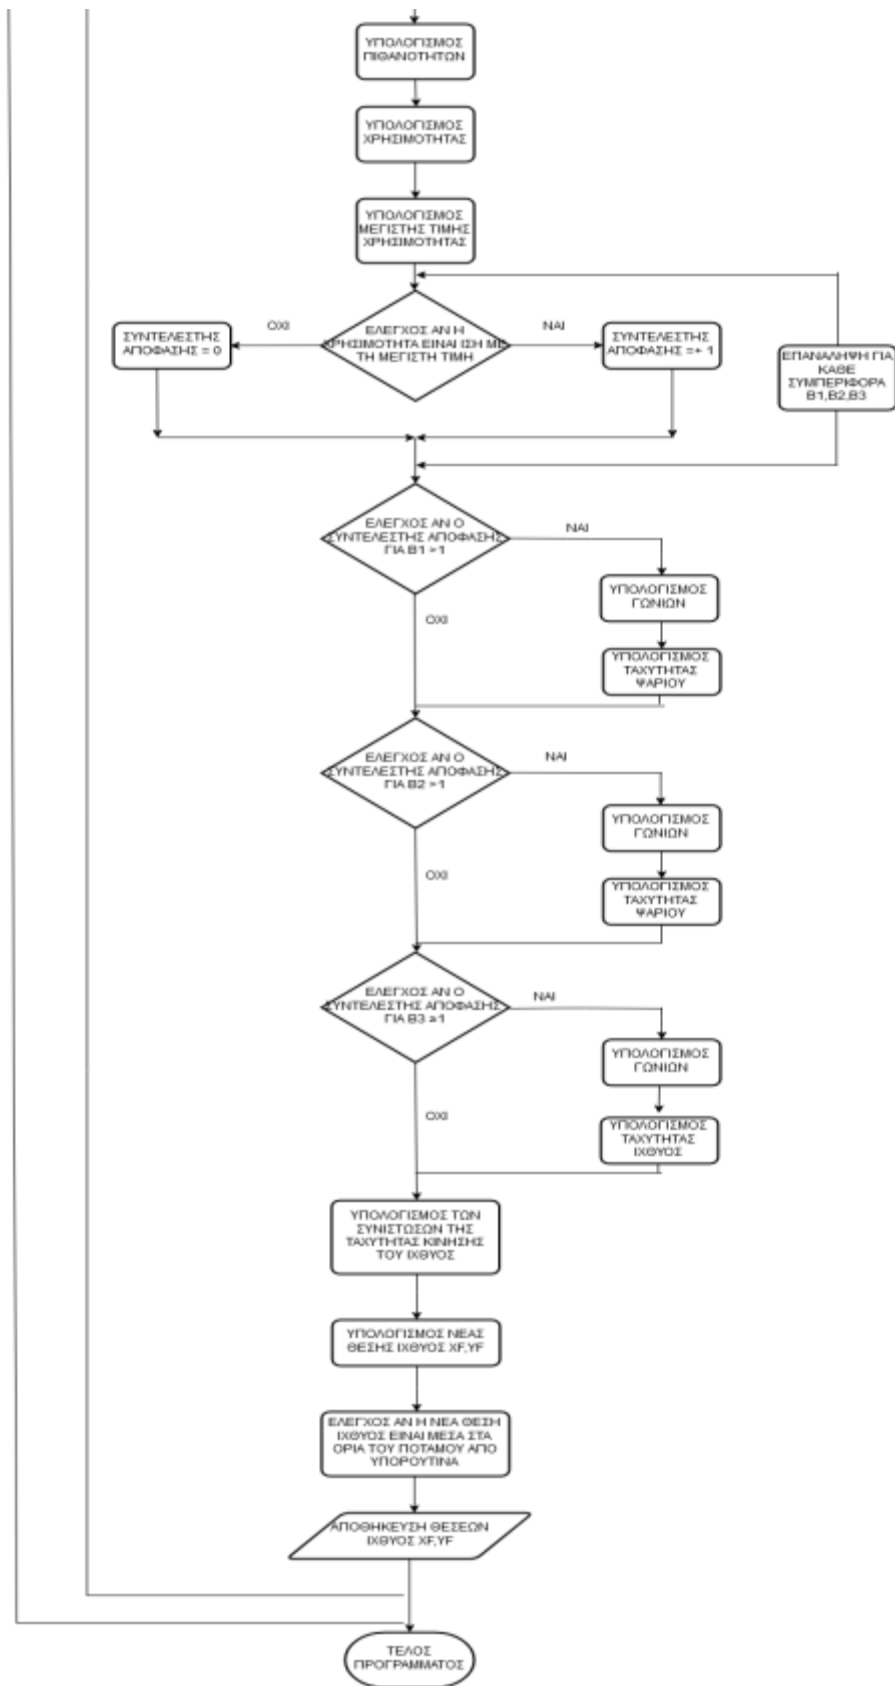 ΥΠΟΛΟΓΙΣΜΟΣ
ΠΙΘΑΝΟΤΗΤΩΝ
ΥΠΟΛΟΓΙΣΜΟΣ
ΧΡΗΣΙΜΟΤΗΤΑΣ
ΥΠΟΛΟΓΙΣΜΟΣ
ΜΕΓΙΣΤΗΣ ΤΙΜΗΣ
ΧΡΗΣΙΜΟΤΗΤΑΣ
ΕΛΕΓΧΟΣ ΑΝ Η
ΧΡΗΣΙΜΟΤΗΤΑ ΕΙΝΑΙ ΙΣΗ ΜΕ
ΤΗ ΜΕΓΙΣΤΗ ΤΙΜΗ
ΟΧΙ
ΝΑΙ
ΣΥΝΤΕΛΕΣΤΗΣ
ΑΠΟΦΑΣΗΣ = 0
ΣΥΝΤΕΛΕΣΤΗΣ
ΑΠΟΦΑΣΗΣ =+ 1
ΕΠΑΝΑΛΗΨΗ ΓΙΑ
ΚΑΘΕ
ΣΥΜΠΕΡΙΦΟΡΑ
Β1,Β2,Β3
ΕΛΕΓΧΟΣ ΑΝ Ο
ΣΥΝΤΕΛΕΣΤΗΣ ΑΠΟΦΑΣΗΣ
ΓΙΑ Β1
ΝΑΙ
ΟΧΙ
ΥΠΟΛΟΓΙΣΜΟΣ
ΓΩΝΙΩΝ
ΥΠΟΛΟΓΙΣΜΟΣ
ΤΑΧΥΤΗΤΑΣ
ΨΑΡΙΟΥ
ΕΛΕΓΧΟΣ ΑΝ Ο
ΣΥΝΤΕΛΕΣΤΗΣ ΑΠΟΦΑΣΗΣ
ΓΙΑ Β2
ΝΑΙ
ΟΧΙ
ΥΠΟΛΟΓΙΣΜΟΣ
ΓΩΝΙΩΝ
ΥΠΟΛΟΓΙΣΜΟΣ
ΤΑΧΥΤΗΤΑΣ
ΨΑΡΙΟΥ
ΕΛΕΓΧΟΣ ΑΝ Ο
ΣΥΝΤΕΛΕΣΤΗΣ ΑΠΟΦΑΣΗΣ
ΓΙΑ Β3 ≥1
ΝΑΙ
ΟΧΙ
ΥΠΟΛΟΓΙΣΜΟΣ
ΓΩΝΙΩΝ
ΥΠΟΛΟΓΙΣΜΟΣ
ΤΑΧΥΤΗΤΑΣ
ΙΧΘΥΟΣ
ΥΠΟΛΟΓΙΣΜΟΣ ΤΩΝ
ΣΥΝΙΣΤΩΣΩΝ ΤΗΣ
ΤΑΧΥΤΗΤΑΣ ΚΙΝΗΣΗΣ
ΤΟΥ ΙΧΘΥΟΣ
ΥΠΟΛΟΓΙΣΜΟΣ ΝΕΑΣ
ΘΕΣΗΣ ΙΧΘΥΟΣ XF,YF
ΕΛΕΓΧΟΣ ΑΝ Η ΝΕΑ ΘΕΣΗ
ΙΧΘΥΟΣ ΕΙΝΑΙ ΜΕΣΑ ΣΤΑ
ΟΡΙΑ ΤΟΥ ΠΟΤΑΜΟΥ ΑΠΟ
ΥΠΟΡΟΥΤΙΝΑ
ΑΠΟΘΗΚΕΥΣΗ ΘΕΣΕΩΝ
ΙΧΘΥΟΣ XF,YF
ΤΕΛΟΣ
ΠΡΟΓΡΑΜΜΑΤΟΣ